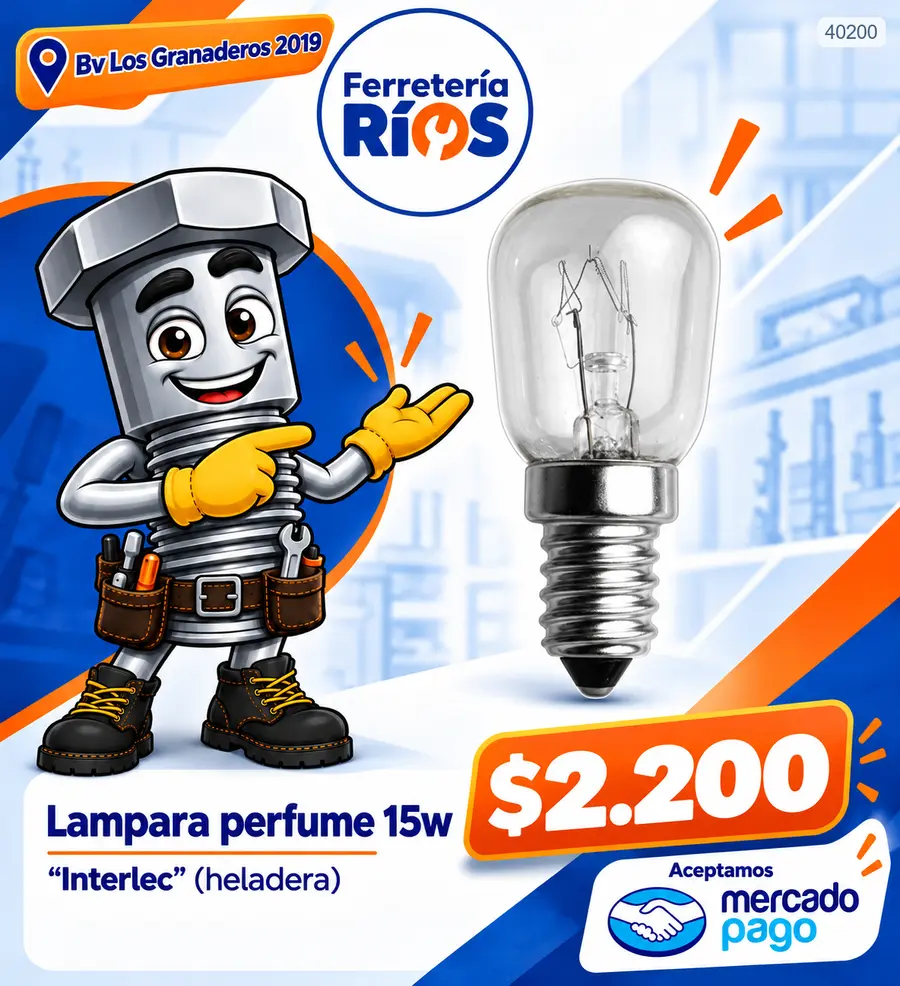 Bv Los Granaderos 2019
40200
Ferretería
RÍOS
$2.200
Lampara perfume 15w
“Interlec” (heladera)
Aceptamos
mercado
pago